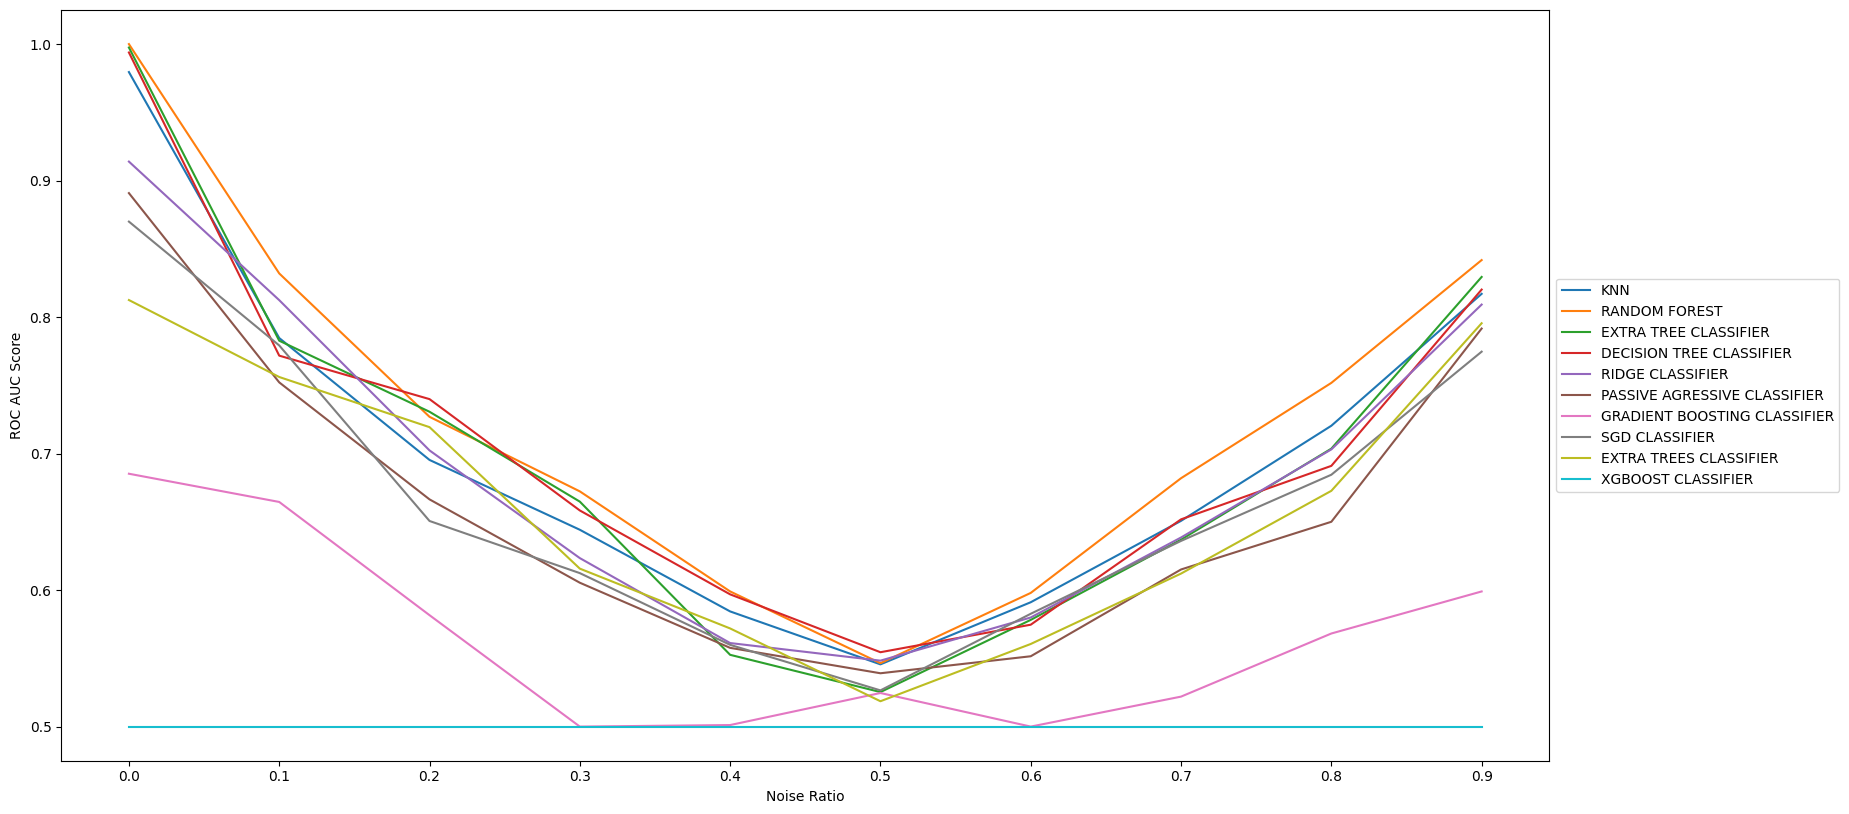 1.0
0.9
0.8
0.7
0.6
0.5
ROC AUC Score
0.0 0.1 0.2 0.3 0.4 0.5 0.6 0.7 0.8 0.9
Noise Ratio
KNN
RANDOM FOREST
EXTRA TREE CLASSIFIER
DECISION TREE CLASSIFIER
RIDGE CLASSIFIER
PASSIVE AGRESSIVE CLASSIFIER
GRADIENT BOOSTING CLASSIFIER
SGD CLASSIFIER
EXTRA TREES CLASSIFIER
XGBOOST CLASSIFIER